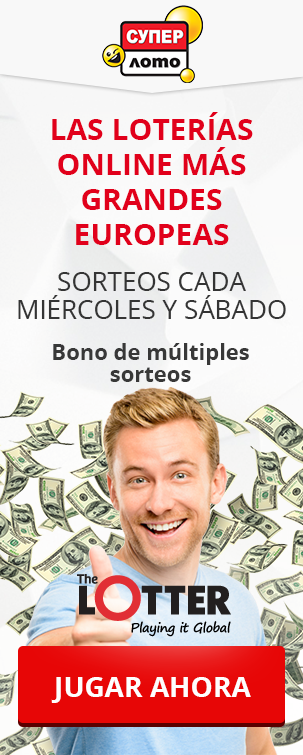 СУПЕР
ЛОТО
LAS LOTERÍAS
ONLINE MÁS
GRANDES
EUROPEAS
SORTEOS CADA
MIÉRCOLES Y SÁBADO
Bono de múltiples
sorteos
The
LOTTER
Playing it Global
JUGAR AHORA